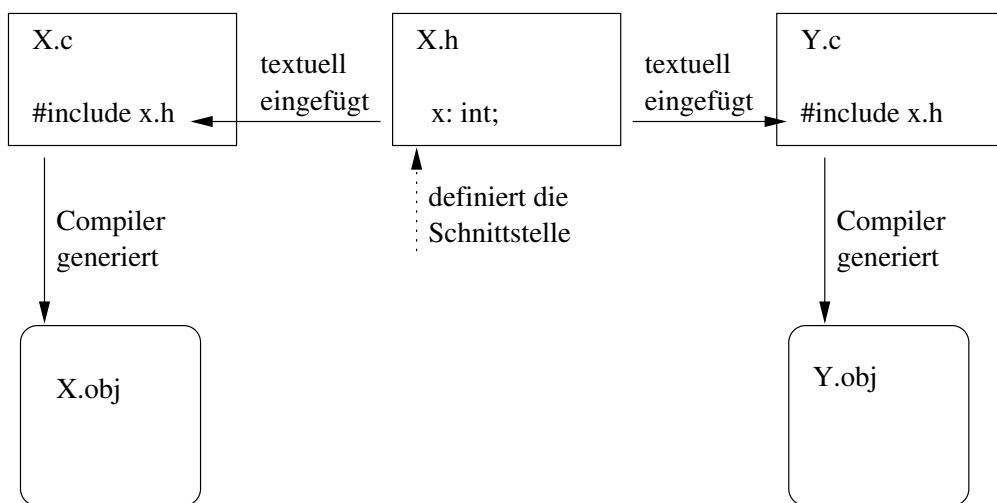 X.c
#include x.h
textuell
eingefügt
X.h
x: int;
textuell
eingefügt
Y.c
#include x.h
definiert die
Schnittstelle
Compiler
generiert
Compiler
generiert
X.obj
Y.obj